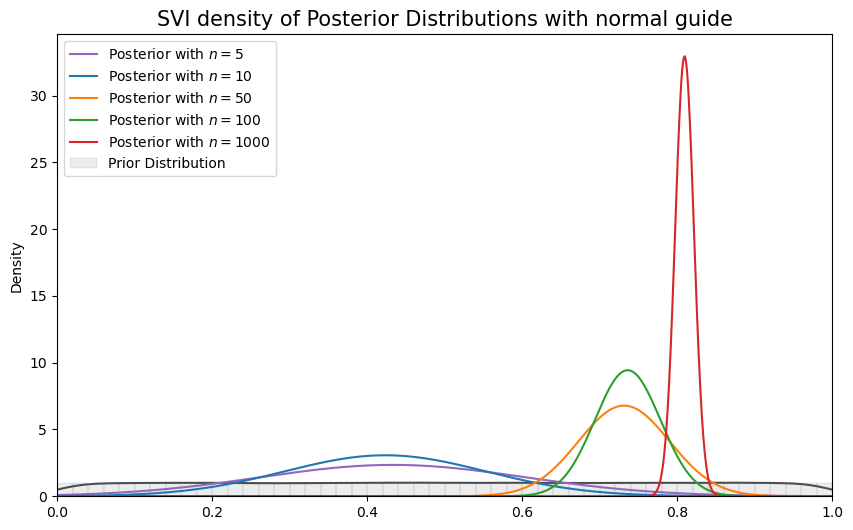 SVI density of Posterior Distributions with normal guide
Posterior with n = 5
Posterior with n = 10
Posterior with n = 50
Posterior with n = 100
Posterior with n = 1000
Prior Distribution
Density
30
25
20
15
10
5
0
0.0 0.2 0.4 0.6 0.8 1.0